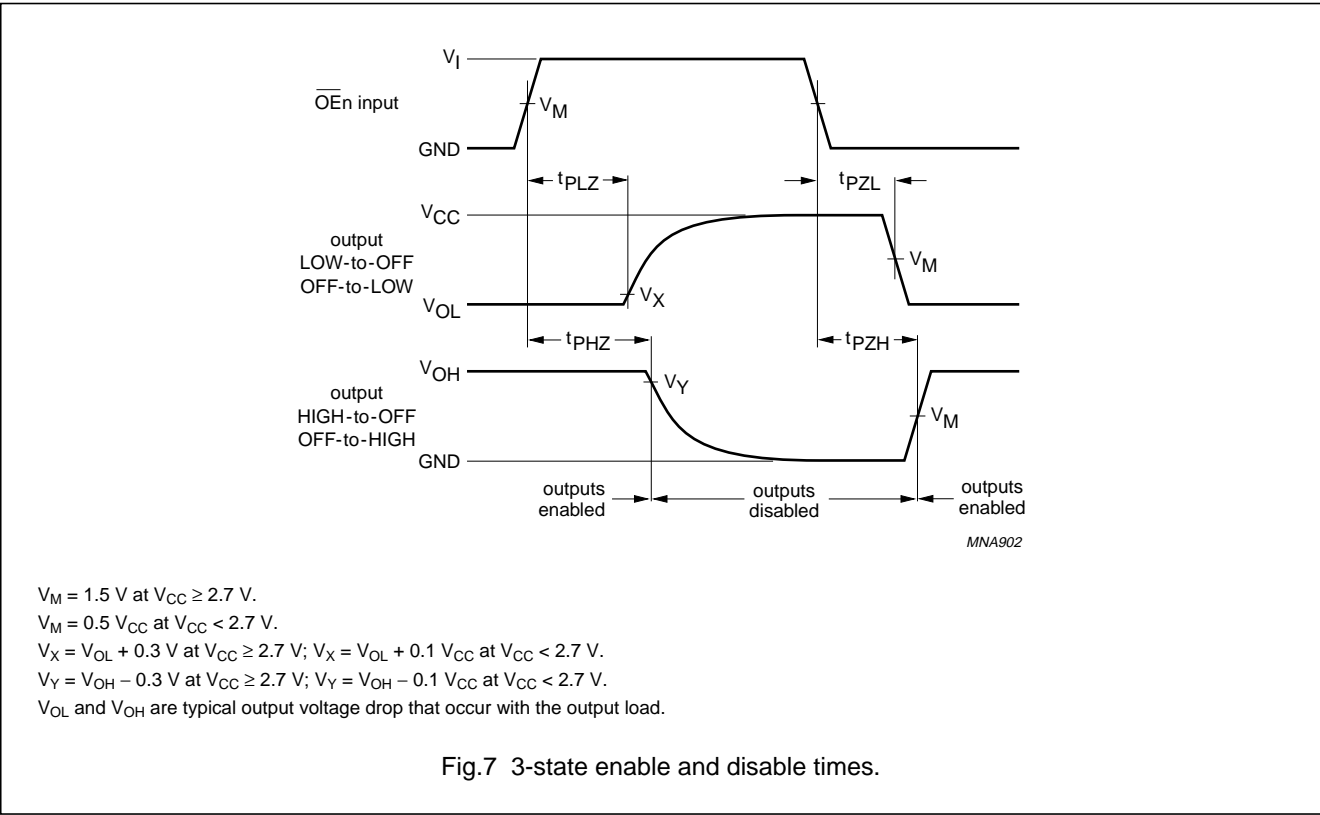 V_I
OEn input
V_M
GND
t_PLZ
t_PZL
V_CC
output
LOW-to-OFF
OFF-to-LOW
V_M
V_X
V_OL
t_PHZ
t_PZH
V_OH
V_Y
output
HIGH-to-OFF
OFF-to-HIGH
V_M
GND
outputs
enabled
outputs
disabled
outputs
enabled
MNA902
V_M = 1.5 V at V_CC ≥ 2.7 V.
V_M = 0.5 V_CC at V_CC < 2.7 V.
V_X = V_OL + 0.3 V at V_CC ≥ 2.7 V; V_X = V_OL + 0.1 V_CC at V_CC < 2.7 V.
V_Y = V_OH − 0.3 V at V_CC ≥ 2.7 V; V_Y = V_OH − 0.1 V_CC at V_CC < 2.7 V.
V_OL and V_OH are typical output voltage drop that occur with the output load.
Fig.7 3-state enable and disable times.